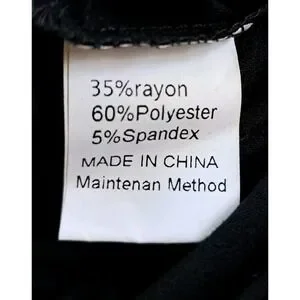 35%rayon
60%Polyester
5%Spandex
MADE IN CHINA
Maintenan Method